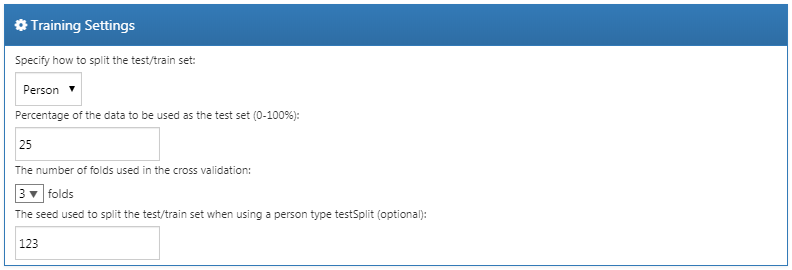 Training Settings
Specify how to split the test/train set:
Person
Percentage of the data to be used as the test set (0-100%):
25
The number of folds used in the cross validation:
3 folds
The seed used to split the test/train set when using a person type testSplit (optional):
123